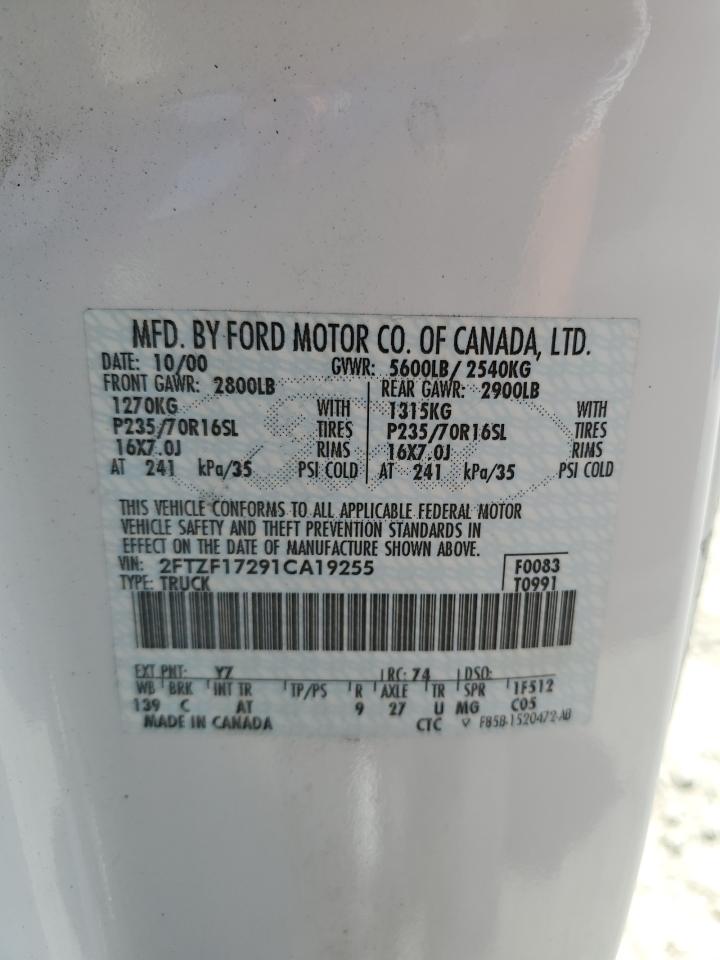 MFD. BY FORD MOTOR CO. OF CANADA, LTD.
DATE: 10/00 GVWR: 5600LB/ 2540KG
FRONT GAWR: 2800LB REAR GAWR: 2900LB
1270KG WITH 1315KG WITH
P235/70R16SL TIRES P235/70R16SL TIRES
16X7.0J RIMS 16X7.0J RIMS
AT 241 kPa/35 PSI COLD AT 241 kPa/35 PSI COLD
THIS VEHICLE CONFORMS TO ALL APPLICABLE FEDERAL MOTOR
VEHICLE SAFETY AND THEFT PREVENTION STANDARDS IN
EFFECT ON THE DATE OF MANUFACTURE SHOWN ABOVE.
VIN: 2FTZF17291CA19255 F0083
TYPE: TRUCK T0991
EXT PNT: YZ RC: 74 DSO:
WB BRK INT TR TP/PS R AXLE TR SPR 1F512
139 C AT 9 27 U MG C05
MADE IN CANADA CTC F85B-1520472-AB